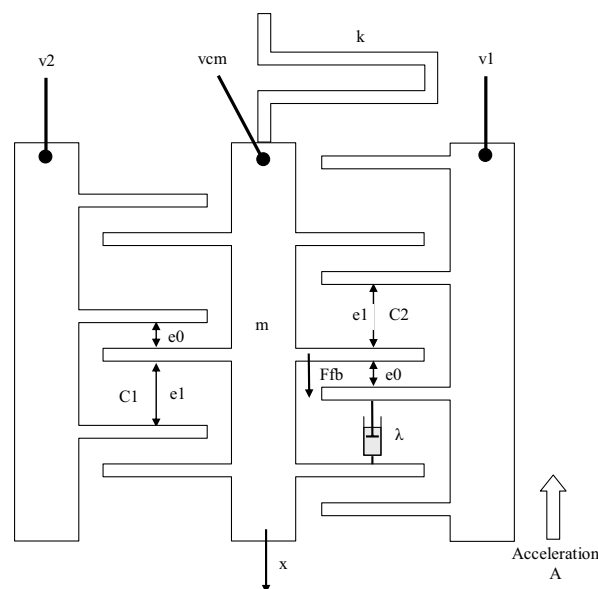 k
v2
vcm
v1
e1
C2
e0
m
Ffb
e0
C1
e1
λ
Acceleration
A
x